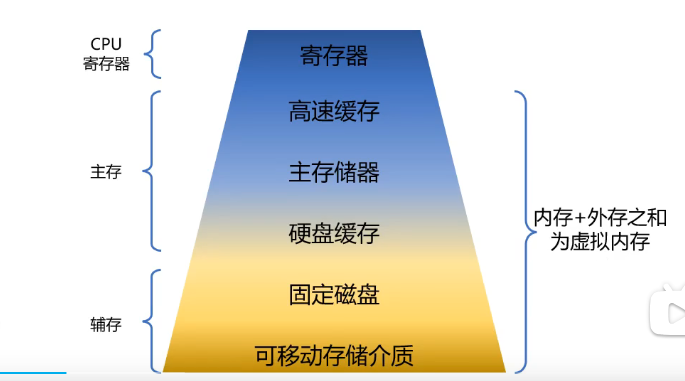 CPU
寄存器
寄存器
高速缓存
主存
主存储器
内存+外存之和
为虚拟内存
硬盘缓存
固定磁盘
辅存
可移动存储介质